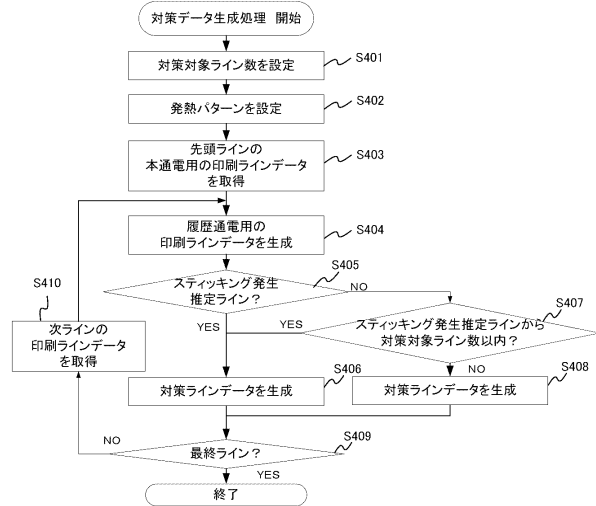 対策データ生成処理 開始
対策対象ライン数を設定
S401
発熱パターンを設定
S402
先頭ラインの
本通電用の印刷ラインデータ
を取得
S403
履歴通電用の
印刷ラインデータを生成
S404
スティッキング発生
推定ライン？
S405
NO
YES
スティッキング発生推定ラインから
対策対象ライン数以内？
S407
YES
NO
S410
次ラインの
印刷ラインデータ
を取得
対策ラインデータを生成
S406
対策ラインデータを生成
S408
最終ライン？
S409
NO
YES
終了